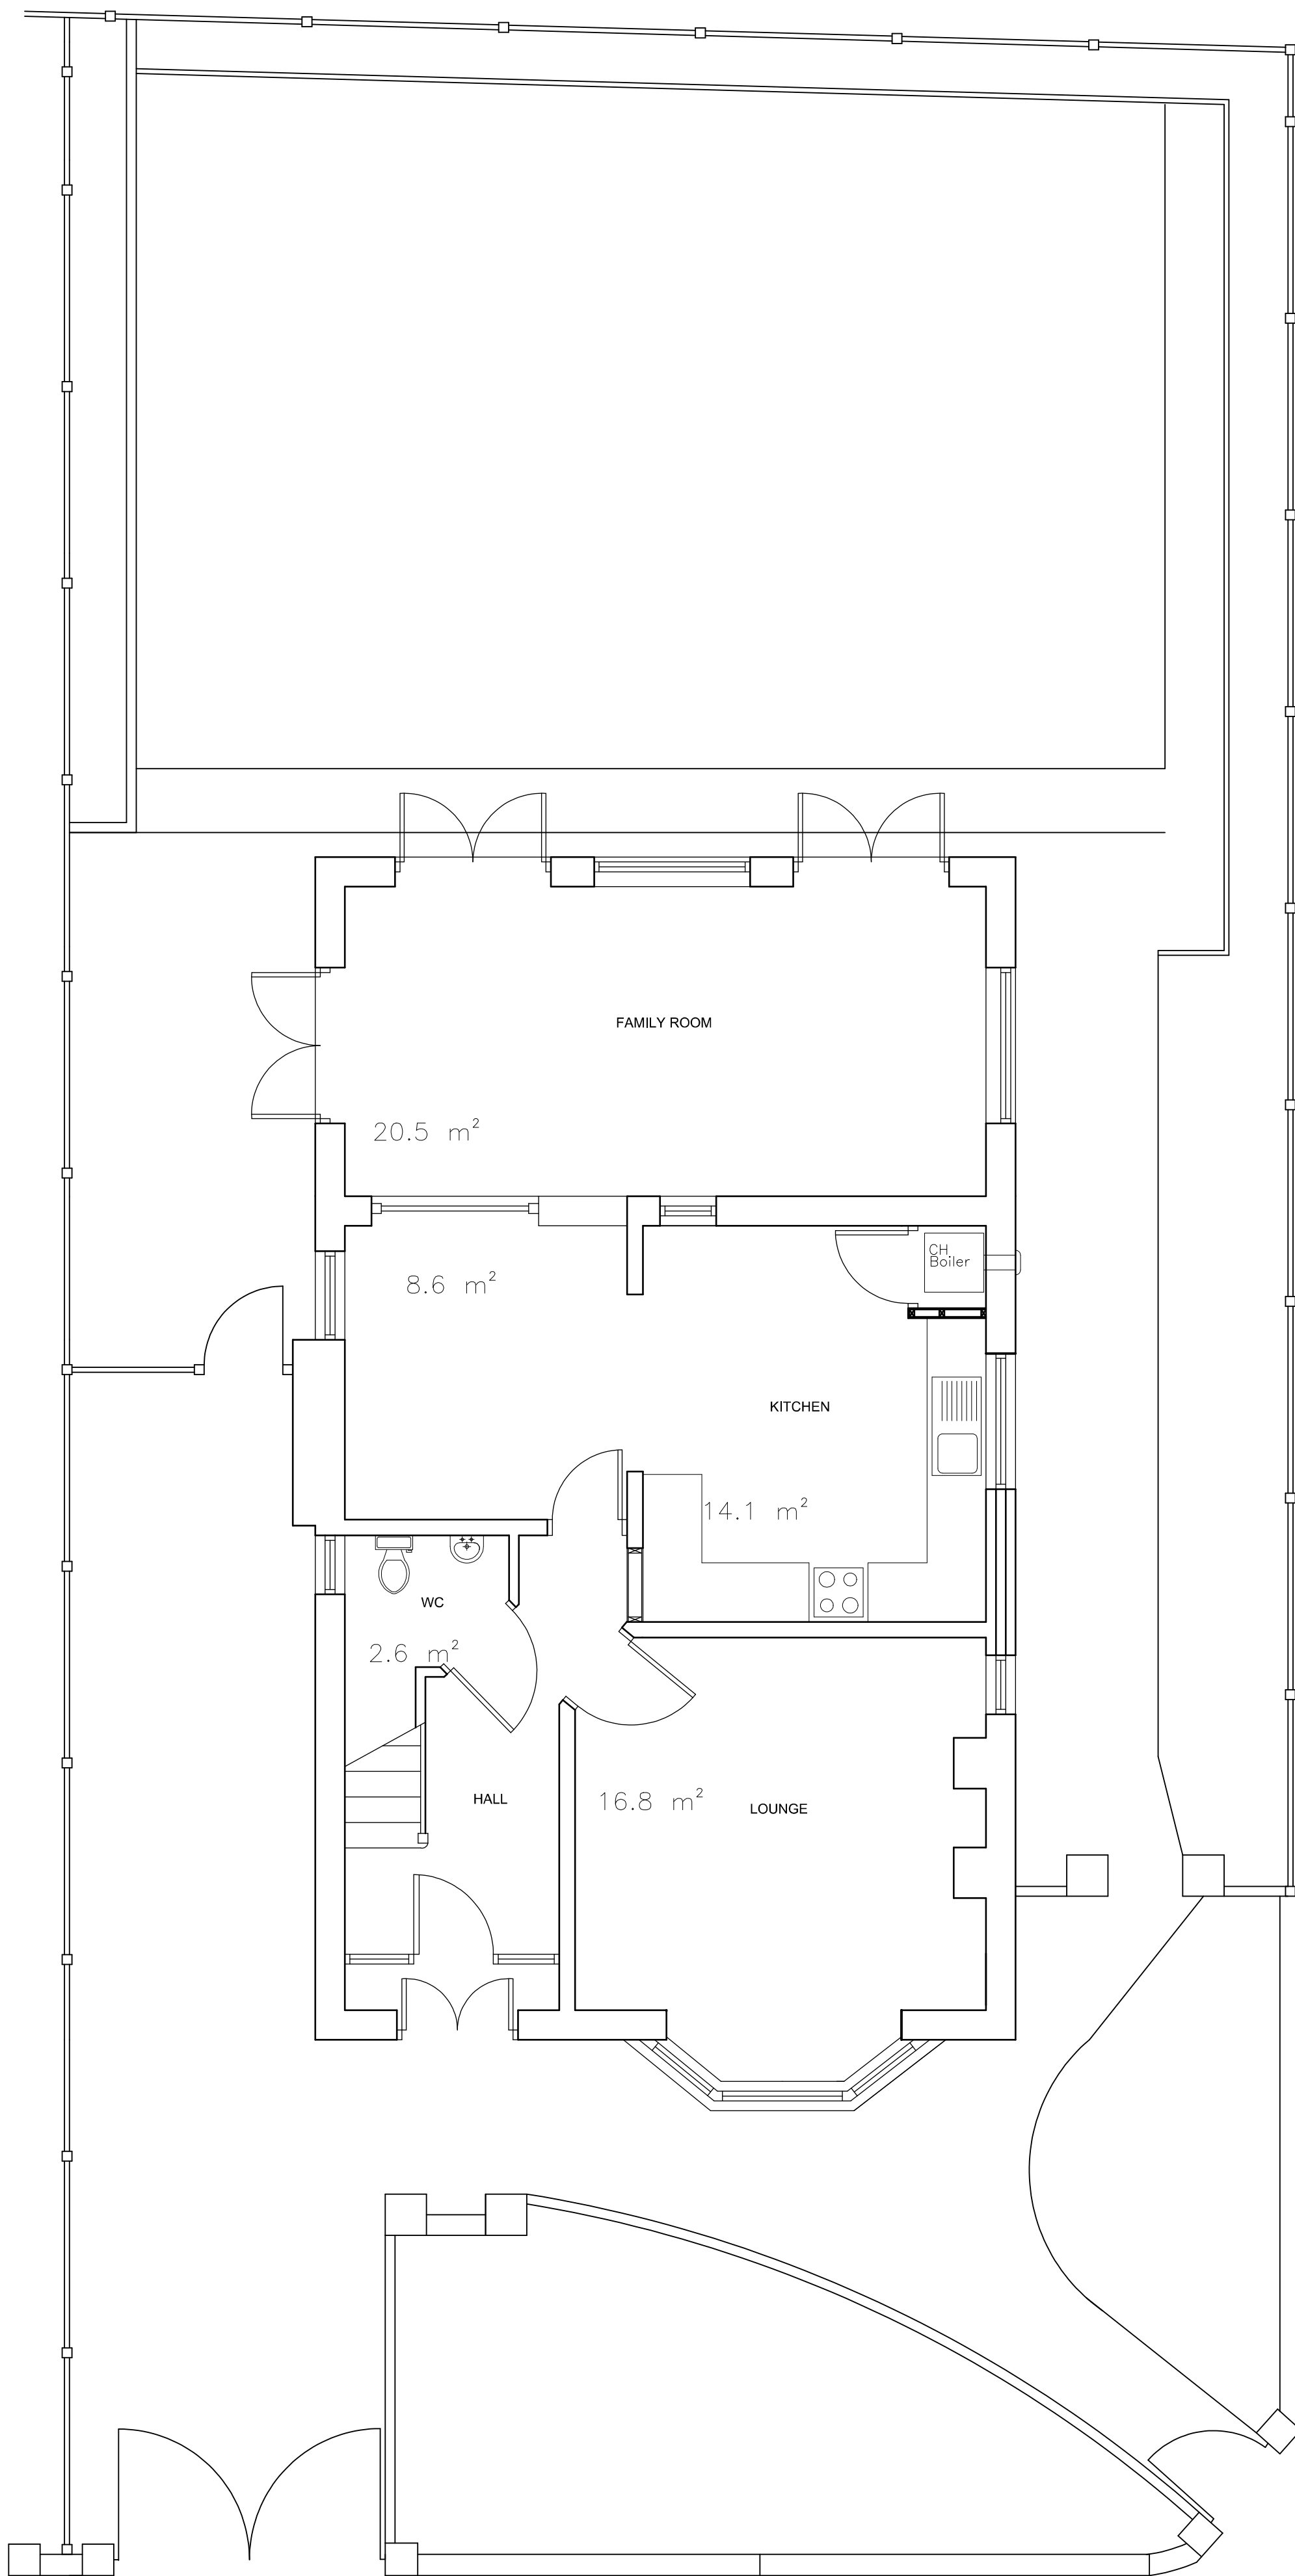 FAMILY ROOM
20.5 m²
8.6 m²
CH
Boiler
KITCHEN
14.1 m²
WC
2.6 m²
HALL
16.8 m²
LOUNGE